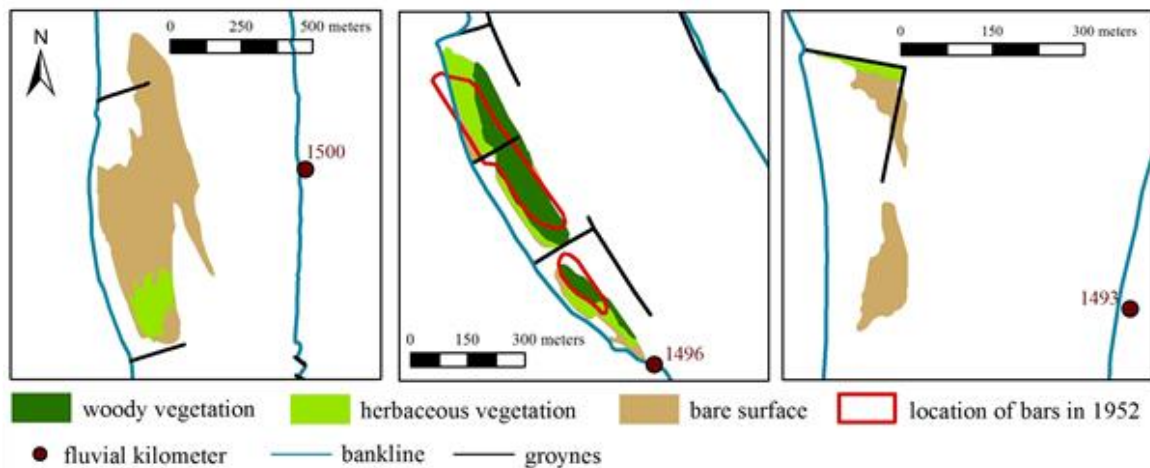 0 250 500 meters
N
1500
0 150 300 meters
1496
0 150 300 meters
1493
woody vegetation herbaceous vegetation bare surface location of bars in 1952
fluvial kilometer bankline groynes